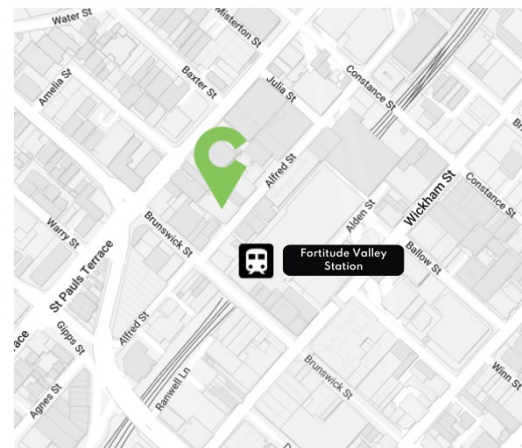 Water St
Misterton St
Amelia St
Baxter St
Julia St
Constance St
Alfred St
Warry St
Brunswick St
St Pauls Terrace
Alden St
Wickham St
Constance St
Ballow St
Fortitude Valley
Station
Gipps St
Alfred St
Agnes St
Ranwell Ln
Brunswick St
Winn St